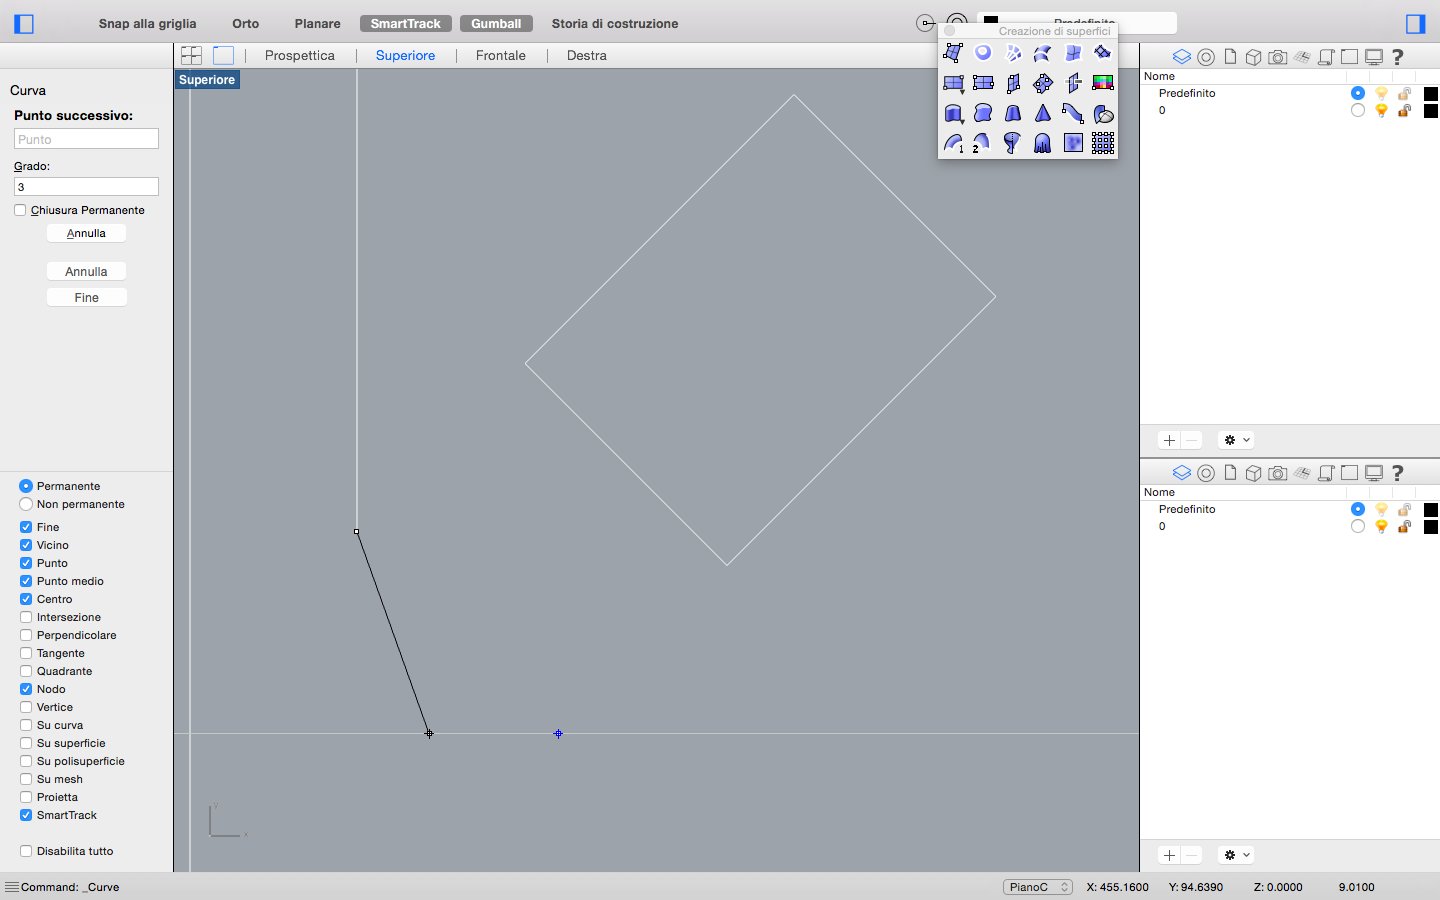 Snap alla griglia
Orto
Planare
SmartTrack
Gumball
Storia di costruzione
Creazione di superfici
Prospettica
Superiore
Frontale
Destra
Superiore
Curva
Punto successivo:
Punto
Grado:
3
Chiusura Permanente
Annulla
Annulla
Fine
Permanente
Non permanente
Fine
Vicino
Punto
Punto medio
Centro
Intersezione
Perpendicolare
Tangente
Quadrante
Nodo
Vertice
Su curva
Su superficie
Su polisuperficie
Su mesh
Proietta
SmartTrack
Disabilita tutto
y
x
1
2
Nome
Predefinito
0
Nome
Predefinito
0
Command: _Curve
PianoC
X: 455.1600
Y: 94.6390
Z: 0.0000
9.0100